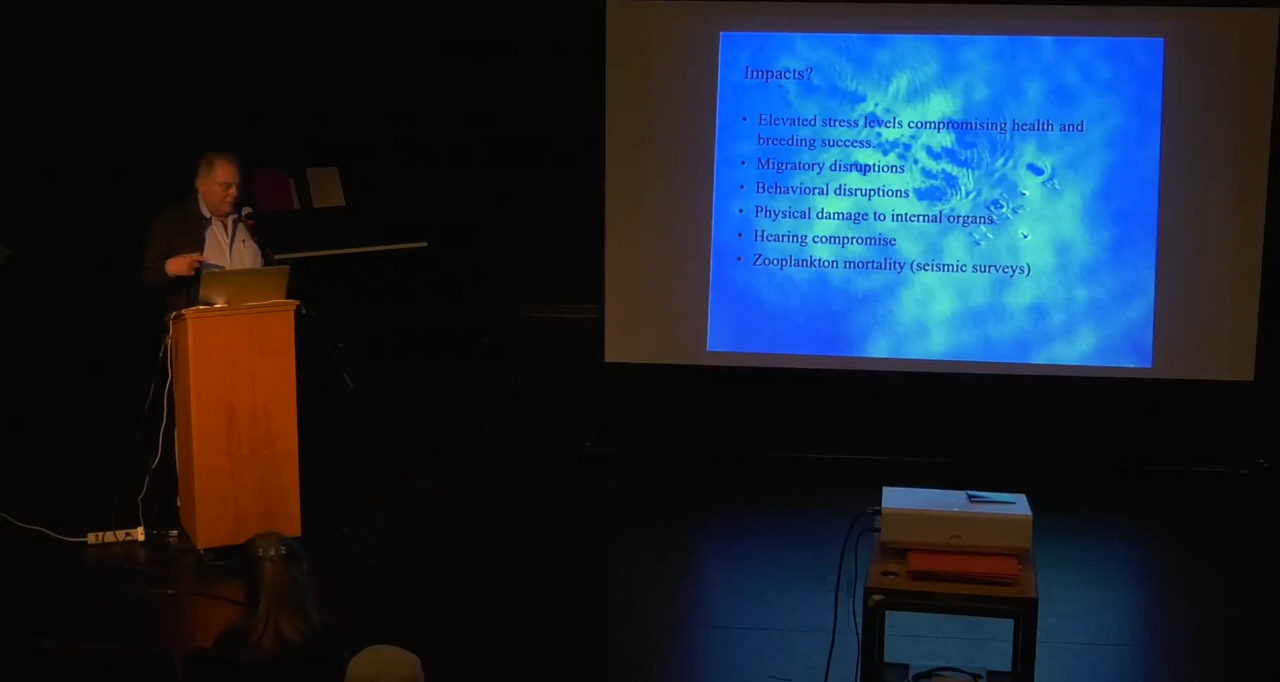 Impacts?
• Elevated stress levels compromising health and
breeding success.
• Migratory disruptions
• Behavioral disruptions
• Physical damage to internal organs
• Hearing compromise
• Zooplankton mortality (seismic surveys)